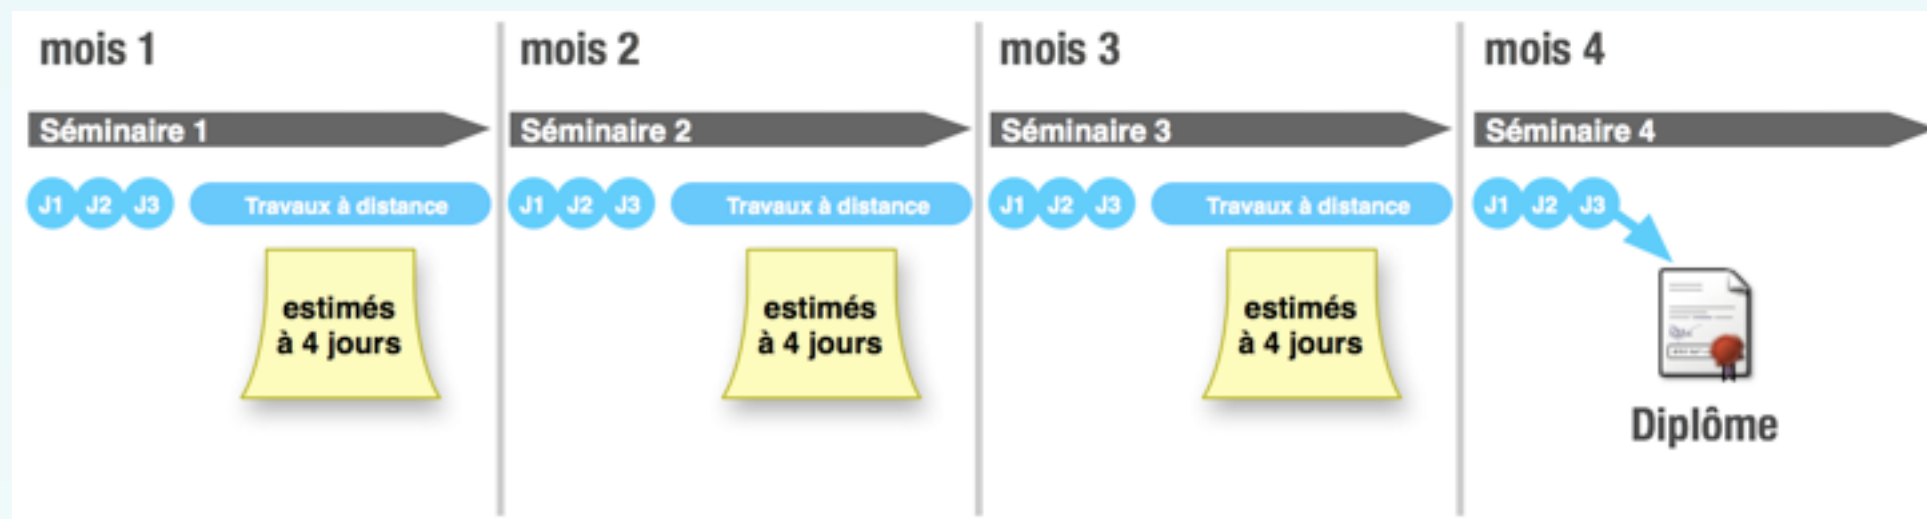 mois 1
mois 2
mois 3
mois 4
Séminaire 1
Séminaire 2
Séminaire 3
Séminaire 4
J1 J2 J3 Travaux à distance
J1 J2 J3 Travaux à distance
J1 J2 J3 Travaux à distance
J1 J2 J3
estimés
à 4 jours
estimés
à 4 jours
estimés
à 4 jours
Diplôme